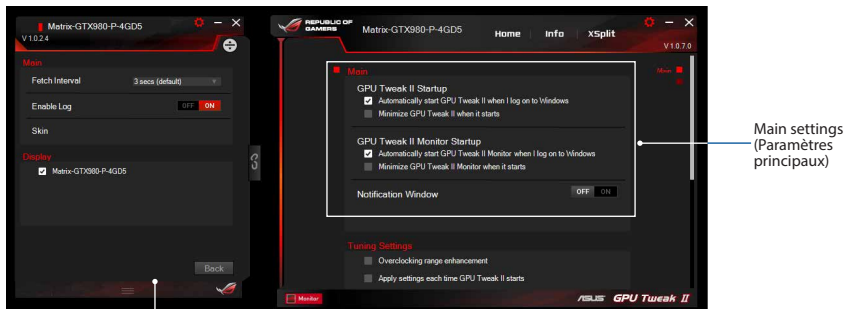 Matrix-GTX980-P-4GD5
V 1.0.2.4
Main
Fetch Interval
3 secs (default)
Enable Log
OFF ON
Skin
Display
Matrix-GTX980-P-4GD5
Back
REPUBLIC OF
GAMERS
Matrix-GTX980-P-4GD5
Home
Info
XSplit
V 1.0.7.0
Main
Main
GPU Tweak II Startup
Automatically start GPU Tweak II when I log on to Windows
Minimize GPU Tweak II when it starts
GPU Tweak II Monitor Startup
Automatically start GPU Tweak II Monitor when I log on to Windows
Minimize GPU Tweak II Monitor when it starts
Notification Window
OFF ON
Tuning Settings
Overclocking range enhancement
Apply settings each time GPU Tweak II starts
Monitor
ASUS GPU Tweak II
Main settings
(Paramètres
principaux)